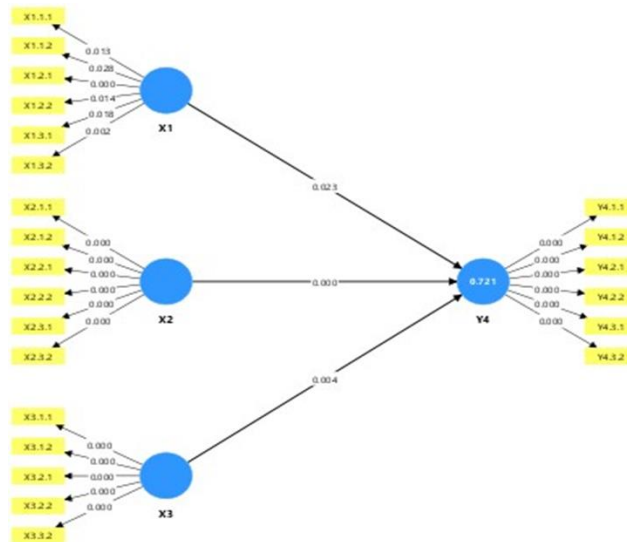 X1.1.1
X1.1.2
X1.2.1
X1.2.2
X1.3.1
X1.3.2
0.013
0.028
0.000
0.014
0.018
0.002
X1
0.023
X2.1.1
X2.1.2
X2.2.1
X2.2.2
X2.3.1
X2.3.2
0.000
0.000
0.000
0.000
0.000
0.000
X2
0.000
X3.1.1
X3.1.2
X3.2.1
X3.2.2
X3.3.2
0.000
0.000
0.000
0.000
0.000
X3
0.004
0.721
Y4
0.000
0.000
0.000
0.000
0.000
0.000
Y4.1.1
Y4.1.2
Y4.2.1
Y4.2.2
Y4.3.1
Y4.3.2